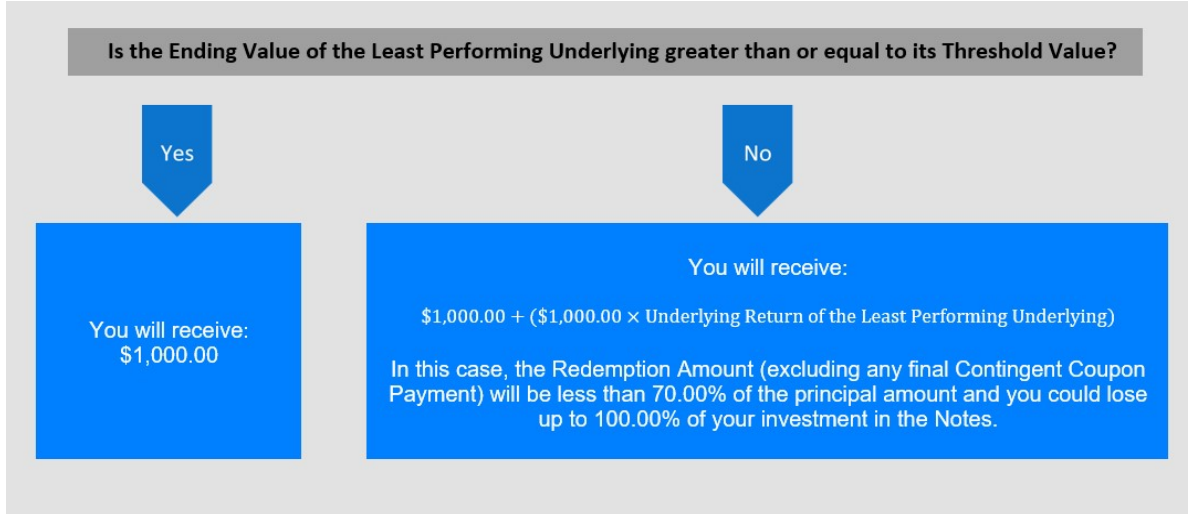 Is the Ending Value of the Least Performing Underlying greater than or equal to its Threshold Value?
Yes
No
You will receive:
$1,000.00
You will receive:
$1,000.00 + ($1,000.00 × Underlying Return of the Least Performing Underlying)
In this case, the Redemption Amount (excluding any final Contingent Coupon
Payment) will be less than 70.00% of the principal amount and you could lose
up to 100.00% of your investment in the Notes.